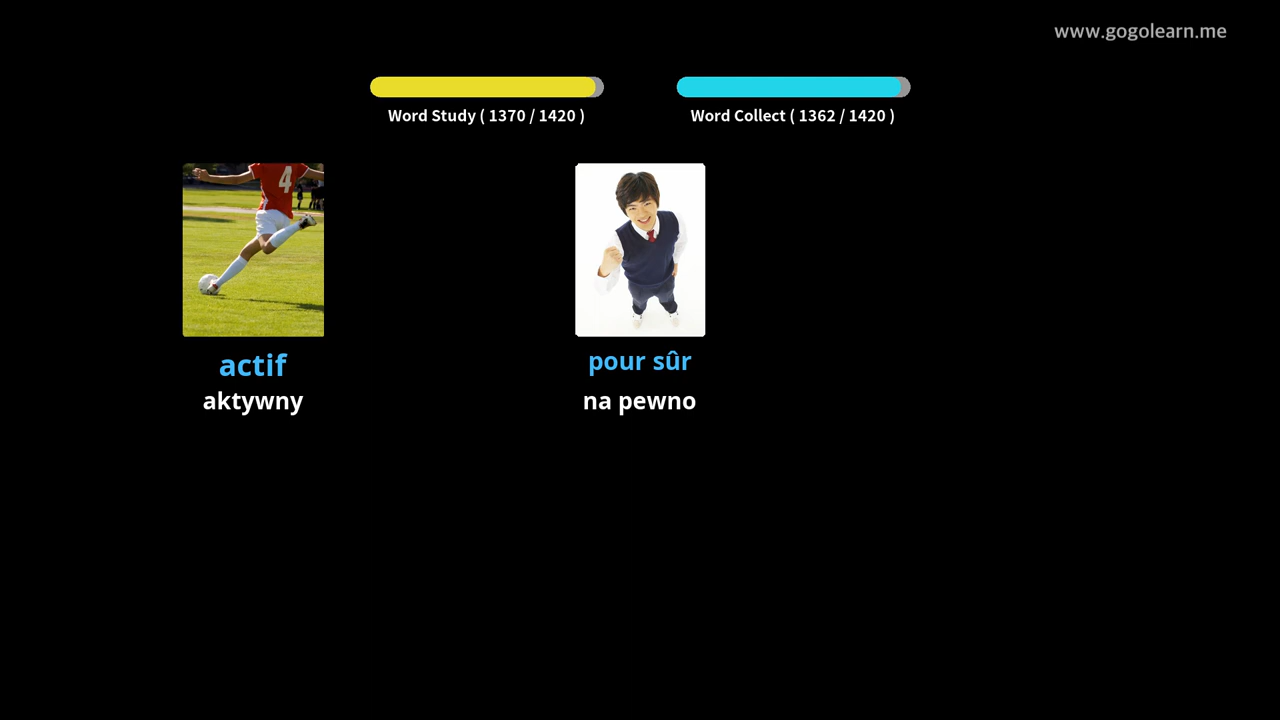 www.gogolearn.me
Word Study ( 1370 / 1420 )
Word Collect ( 1362 / 1420 )
4
actif
aktywny
pour sûr
na pewno